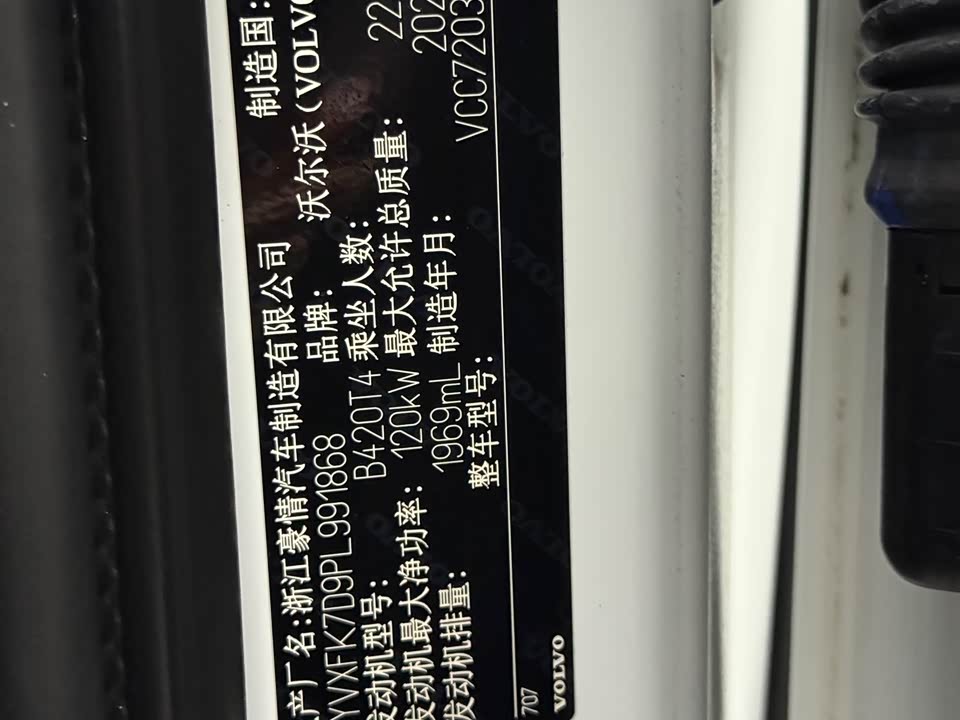 产厂名:浙江豪情汽车制造有限公司 制造国:
YVXFK7D9PL991868 品牌: 沃尔沃(VOLVO
发动机型号: B420T4 乘坐人数:
发动机最大净功率: 120kW 最大允许总质量: 22
发动机排量: 1969mL 制造年月: 202
整车型号: VCC7203
707
VOLVO